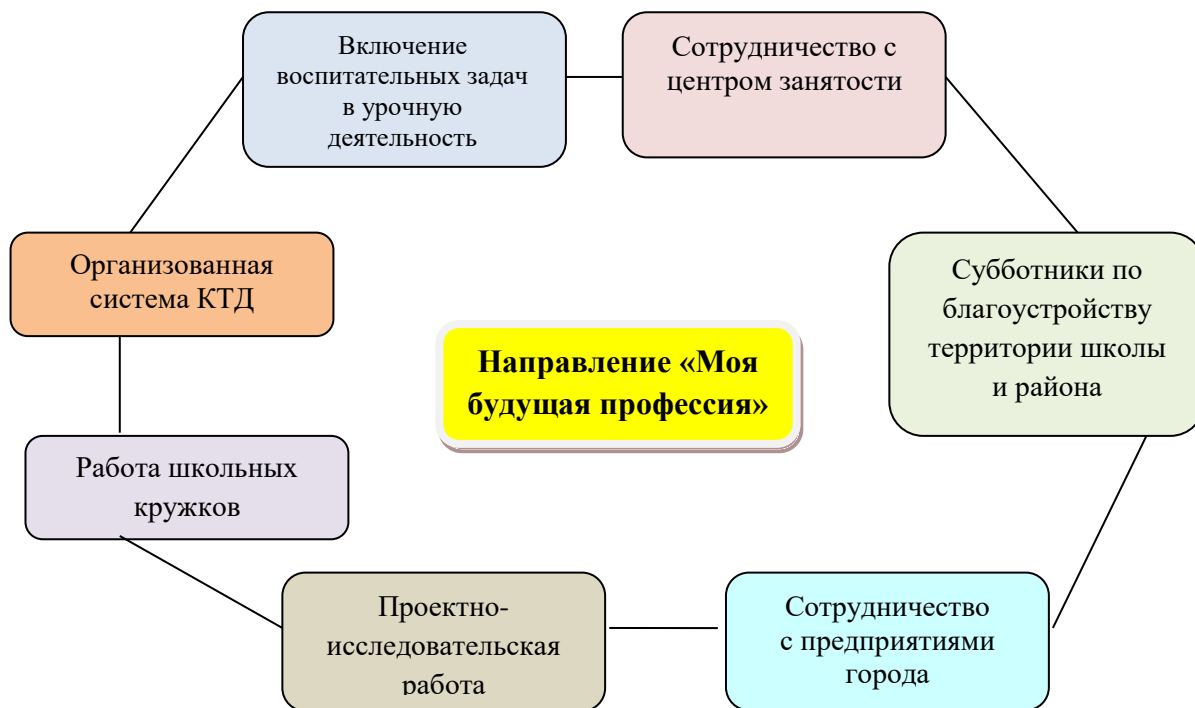 Включение
воспитательных задач
в урочную
деятельность
Сотрудничество с
центром занятости
Организованная
система КТД
Субботники по
благоустройству
территории школы
и района
Направление «Моя
будущая профессия»
Работа школьных
кружков
Проектно-
исследовательская
работа
Сотрудничество
с предприятиями
города